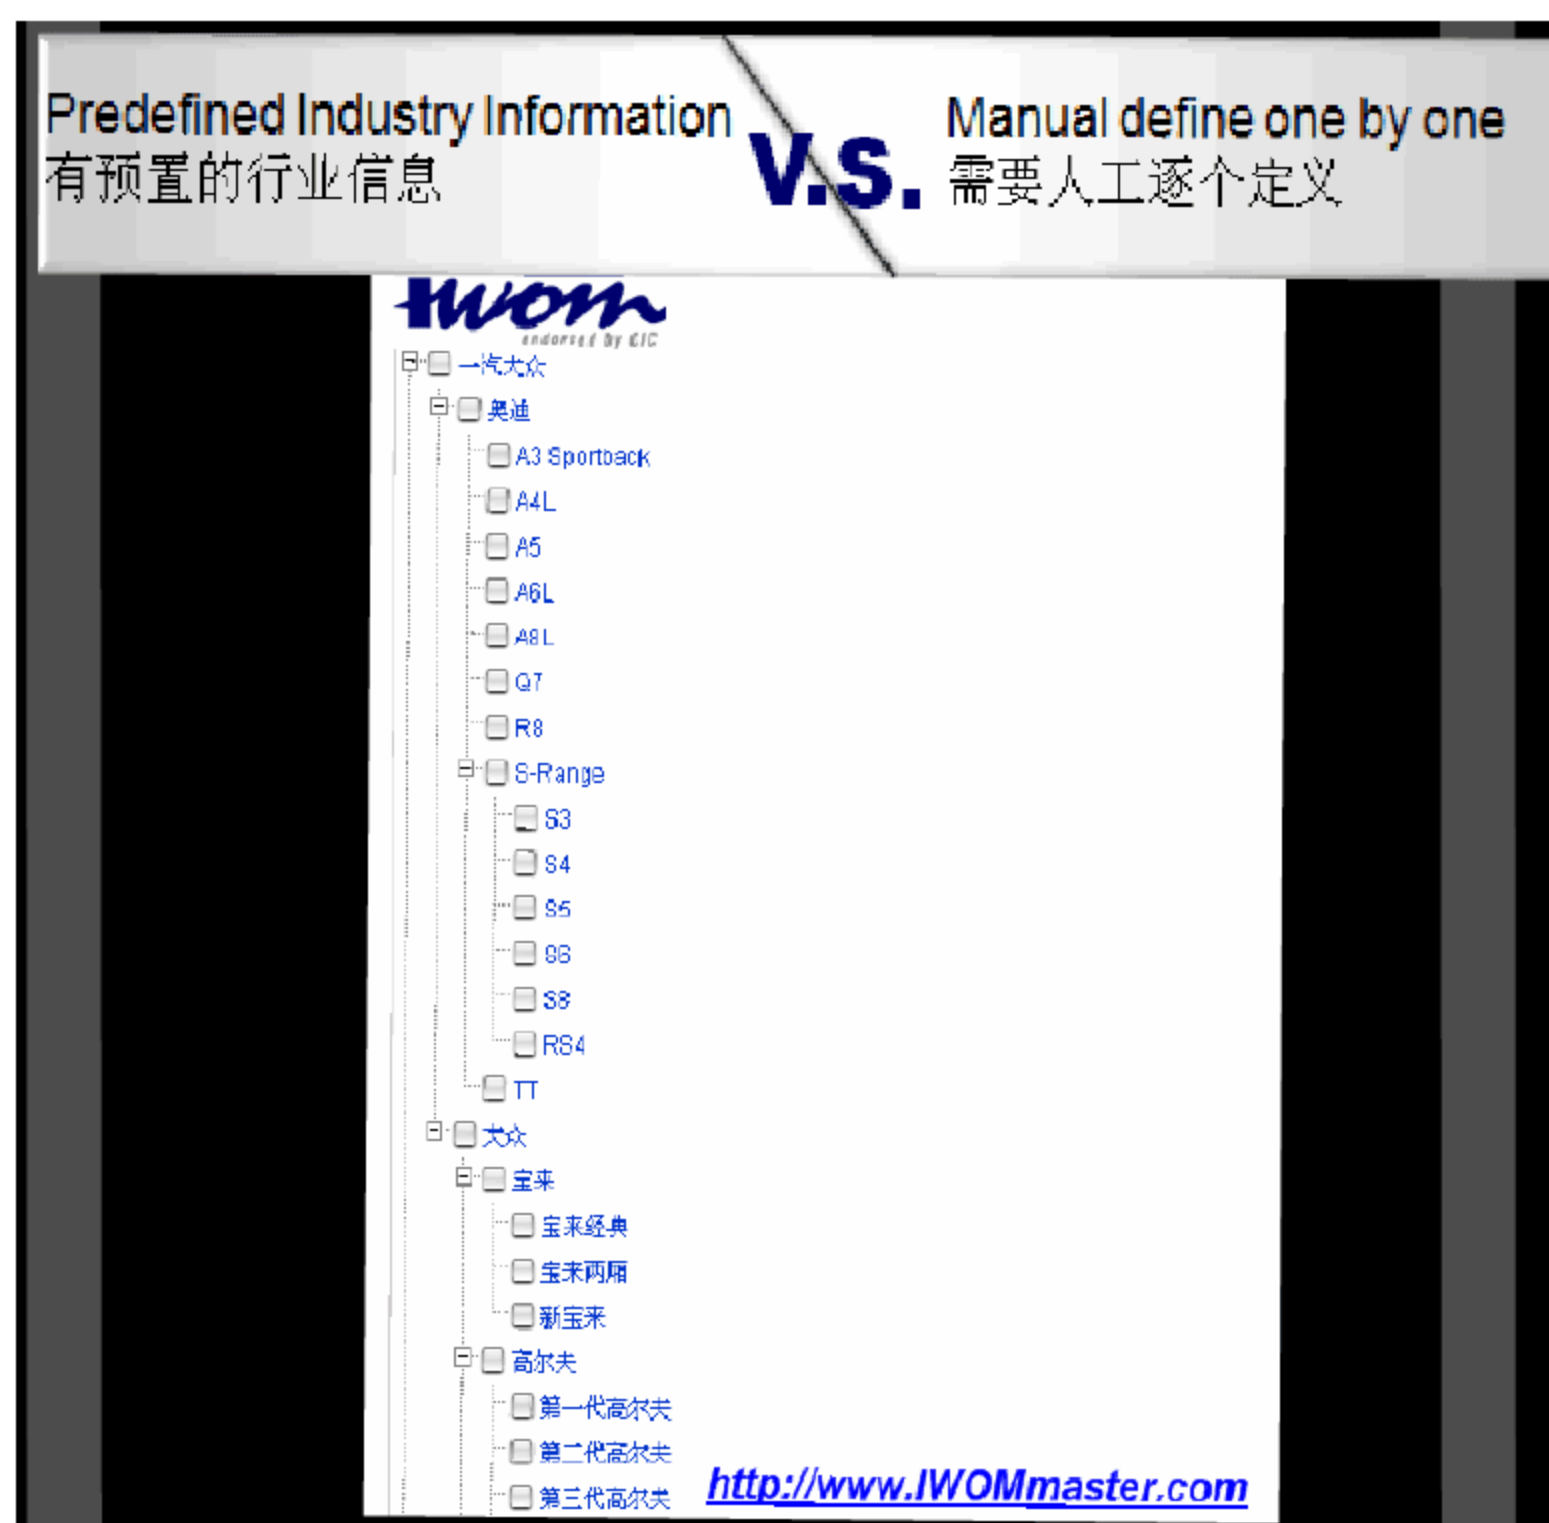 Predefined Industry Information
有预置的行业信息
V.S.
Manual define one by one
需要人工逐个定义
iwom
endorsed by CIC
一汽大众
奥迪
A3 Sportback
A4L
A5
A6L
A8L
Q7
R8
S-Range
S3
S4
S5
S6
S8
RS4
TT
大众
宝来
宝来经典
宝来两厢
新宝来
高尔夫
第一代高尔夫
第二代高尔夫
第三代高尔夫
http://www.IWOMmaster.com